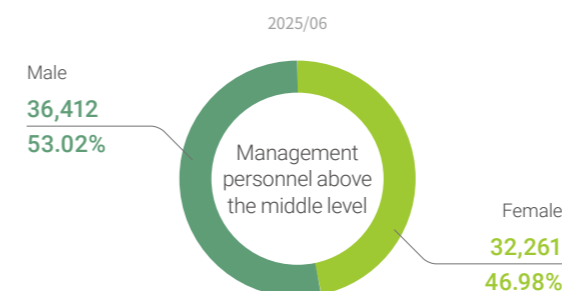 2025/06
Male
36,412
53.02%
Management
personnel above
the middle level
Female
32,261
46.98%